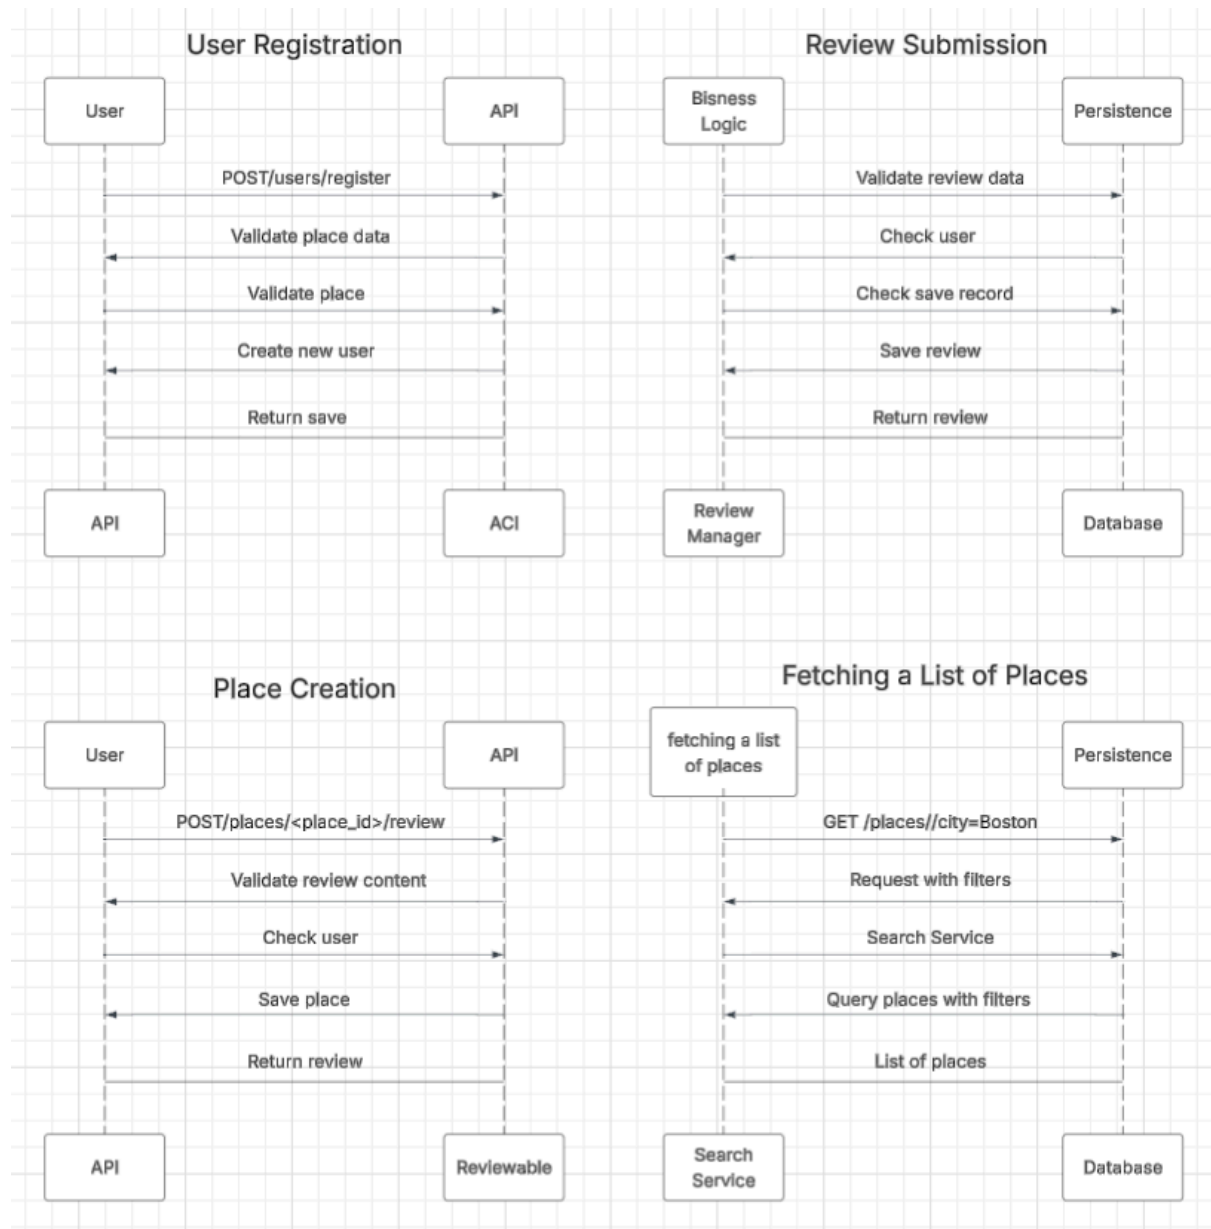 User Registration
User
API
POST/users/register
Validate place data
Validate place
Create new user
Return save
API
ACI
Review Submission
Bisness
Logic
Persistence
Validate review data
Check user
Check save record
Save review
Return review
Review
Manager
Database
Place Creation
User
API
POST/places/<place_id>/review
Validate review content
Check user
Save place
Return review
API
Reviewable
Fetching a List of Places
fetching a list
of places
Persistence
GET /places//city=Boston
Request with filters
Search Service
Query places with filters
List of places
Search
Service
Database